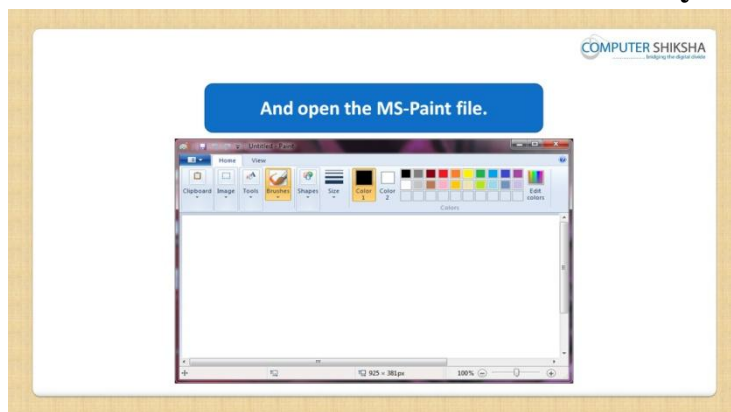 COMPUTER SHIKSHA
bridging the digital divide
And open the MS-Paint file.
Untitled - Paint
Home View
Clipboard Image Tools Brushes Shapes Size Color 1 Color 2 Edit colors
Colors
925 × 381px 100%